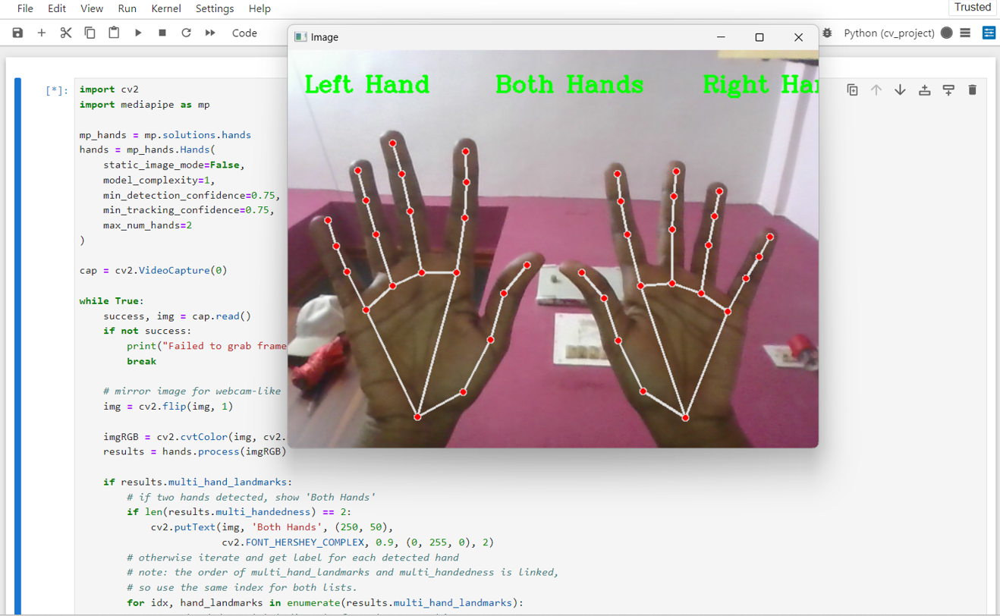 File Edit View Run Kernel Settings Help
Trusted
Code
Python (cv_project)
Image
Left Hand Both Hands Right Har
[*]:
import cv2
import mediapipe as mp
mp_hands = mp.solutions.hands
hands = mp_hands.Hands(
    static_image_mode=False,
    model_complexity=1,
    min_detection_confidence=0.75,
    min_tracking_confidence=0.75,
    max_num_hands=2
)
cap = cv2.VideoCapture(0)
while True:
    success, img = cap.read()
    if not success:
        print("Failed to grab frame
        break
    # mirror image for webcam-like
    img = cv2.flip(img, 1)
    imgRGB = cv2.cvtColor(img, cv2.
    results = hands.process(imgRGB)
    if results.multi_hand_landmarks:
        # if two hands detected, show 'Both Hands'
        if len(results.multi_handedness) == 2:
            cv2.putText(img, 'Both Hands', (250, 50),
                        cv2.FONT_HERSHEY_COMPLEX, 0.9, (0, 255, 0), 2)
        # otherwise iterate and get label for each detected hand
        # note: the order of multi_hand_landmarks and multi_handedness is linked,
        # so use the same index for both lists.
        for idx, hand_landmarks in enumerate(results.multi_hand_landmarks):